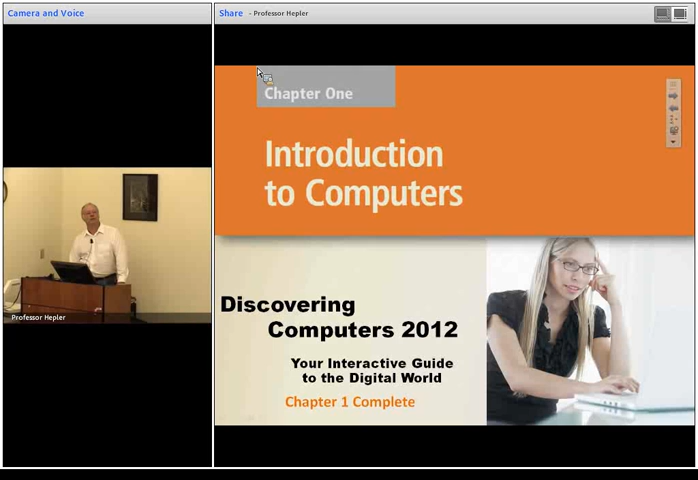 Camera and Voice
Share - Professor Hepler
Chapter One
Introduction
to Computers
Professor Hepler
Discovering
Computers 2012
Your Interactive Guide
to the Digital World
Chapter 1 Complete